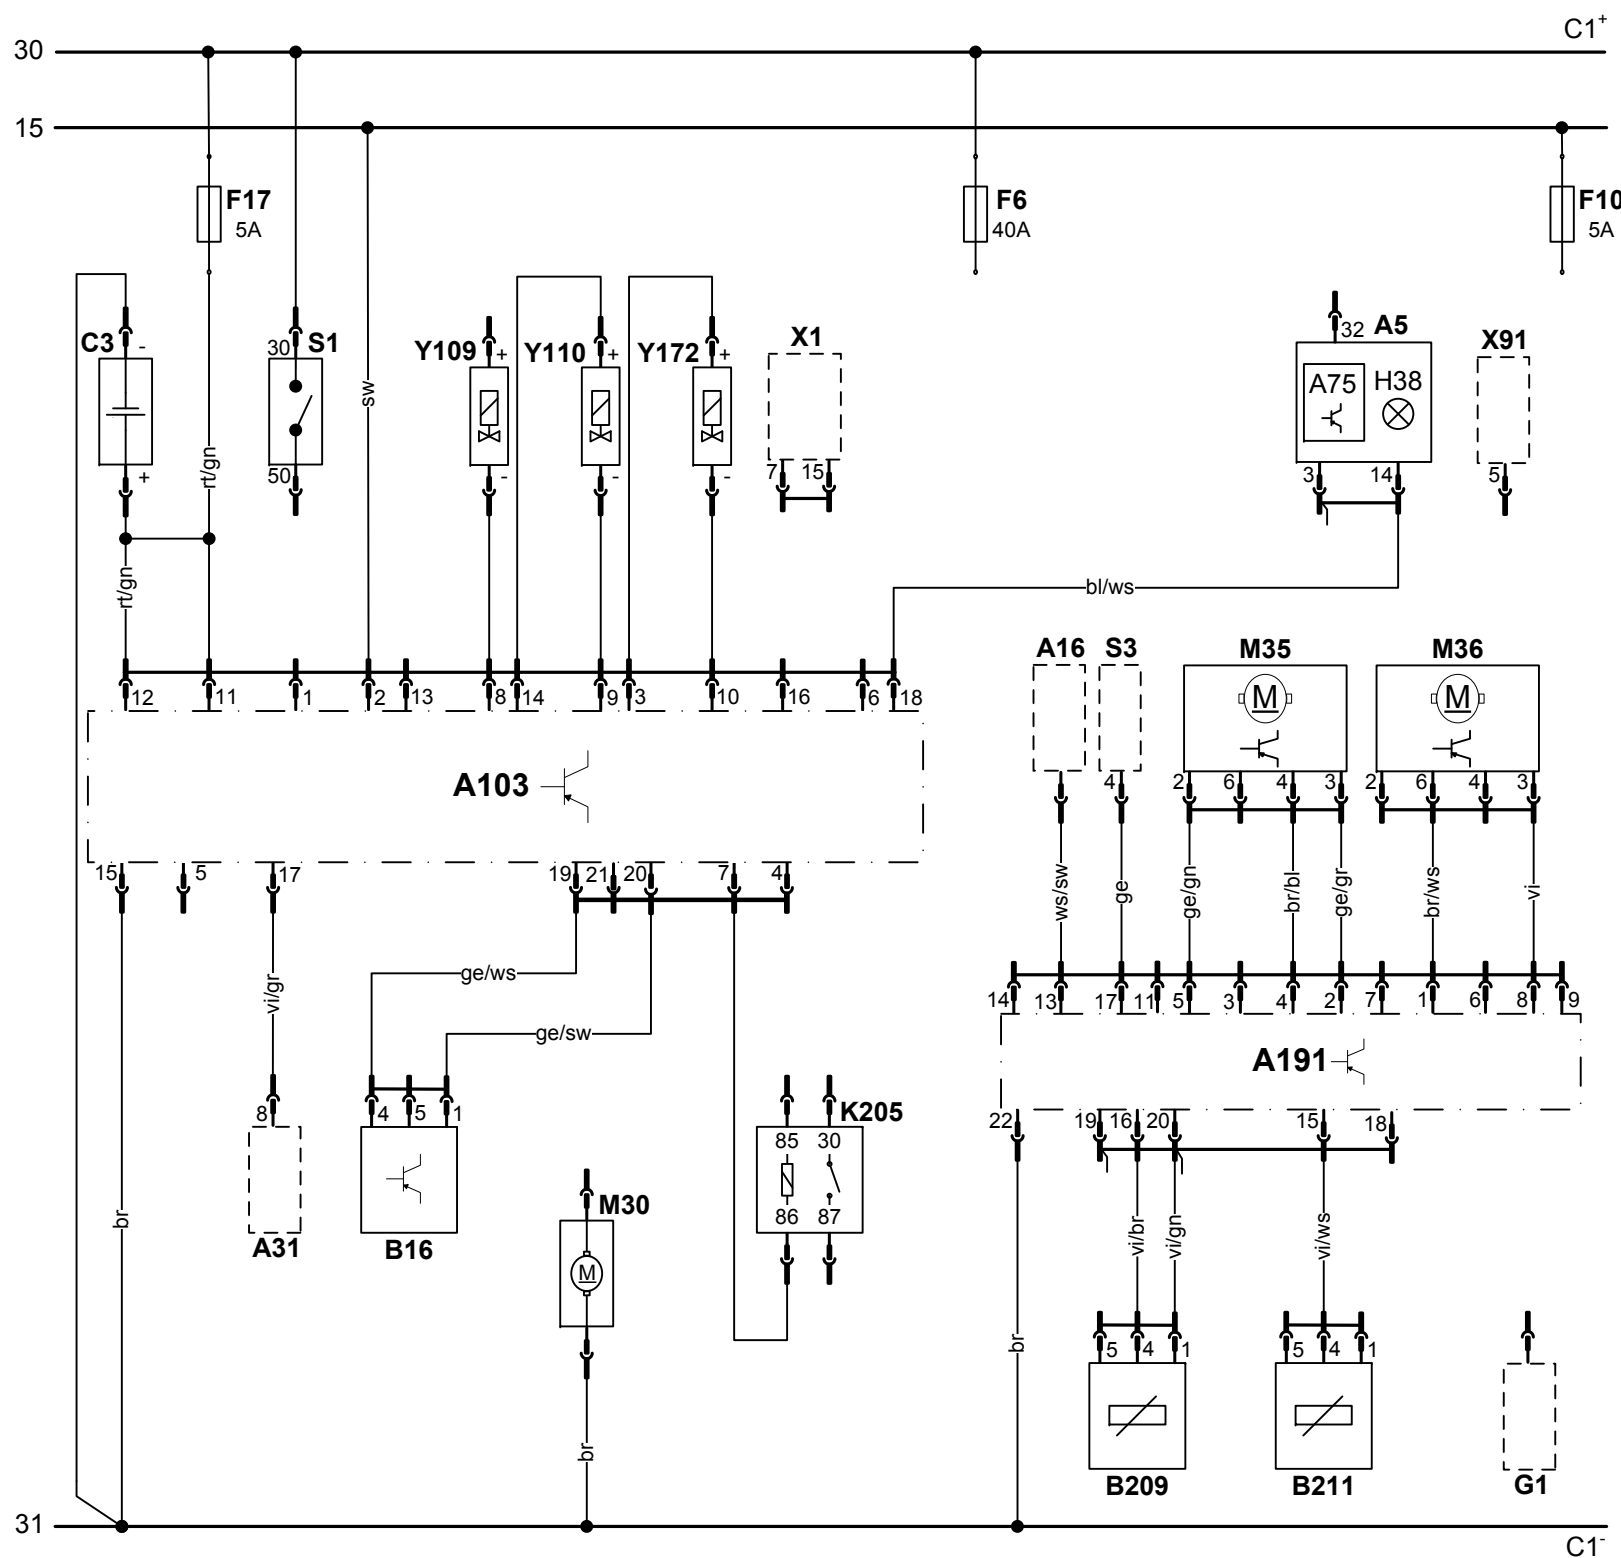 C1+
30
15
F17
5A
F6
40A
F10
5A
C3 -
30 S1
sw
Y109 +
Y110 +
Y172 +
X1
32 A5
A75 H38
X91
+
rt/gn
50
-
-
-
7 15
3 14
5
rt/gn
bl/ws
A16 S3 M35 M36
M
M
12 11 1 2 13 8 14 9 3 10 16 6 18
A103
4 2 6 4 3 2 6 4 3
15 5 17 19 21 20 7 4
ws/sw ge ge/gn br/bl ge/gr br/ws vi
ge/ws
vi/gr
14 13 17 11 5 3 4 2 7 1 6 8 9
ge/sw
A191
8 4 5 1
K205
85 30
86 87
22 19 16 20 15 18
br
A31 B16
M30
M
vi/br vi/gn vi/ws
br
5 4 1 5 4 1
br
B209 B211 G1
31
C1-